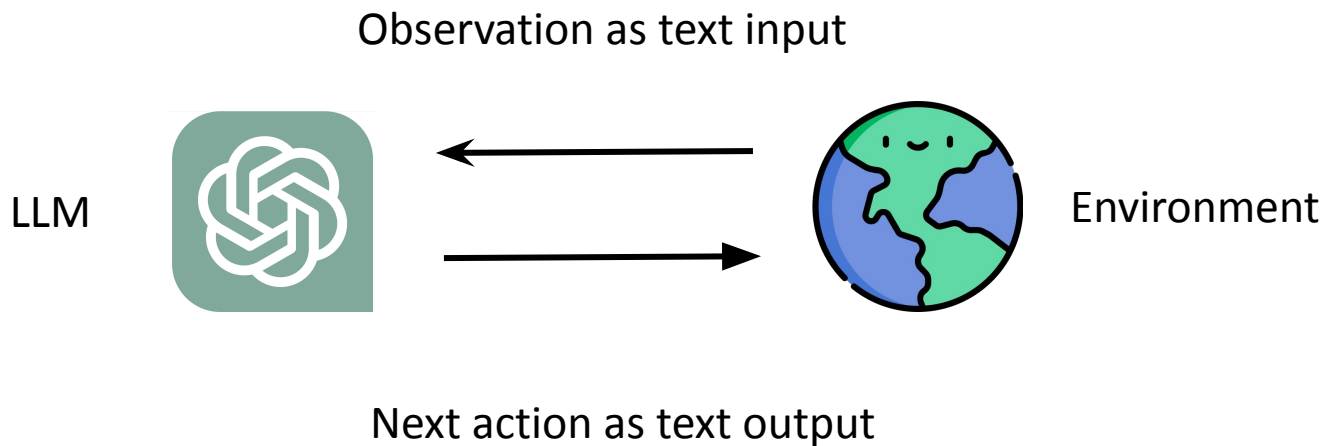 Observation as text input
LLM
Environment
Next action as text output